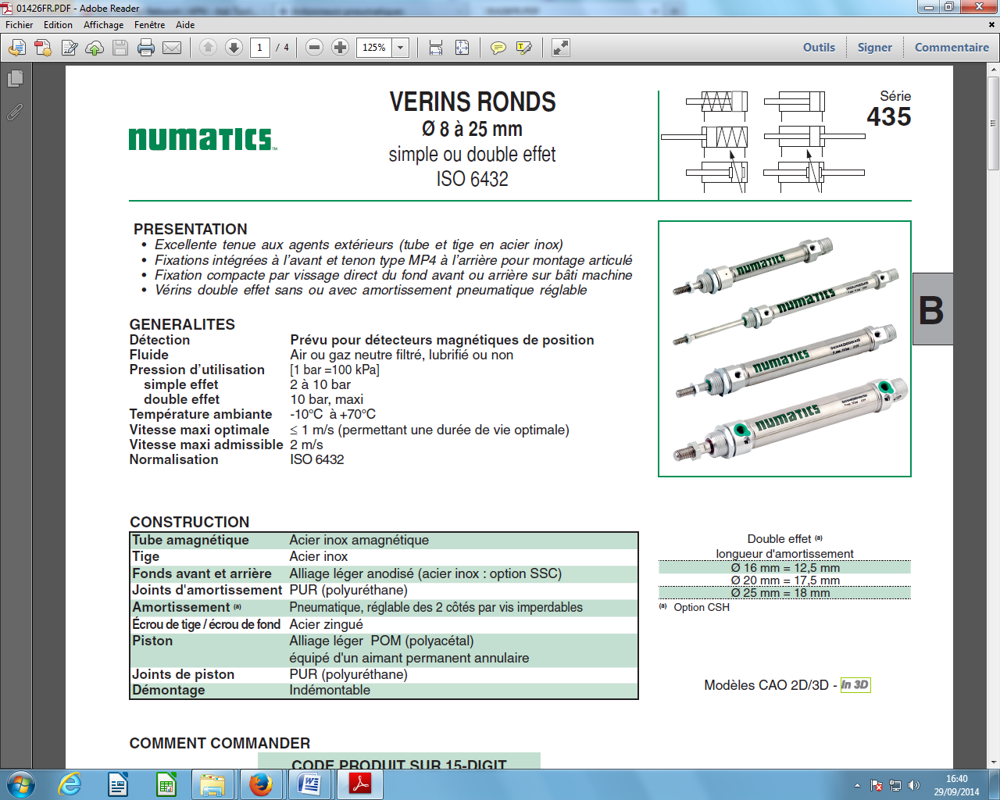 01426FR.PDF - Adobe Reader
Fichier Edition Affichage Fenêtre Aide
1 / 4 125% Outils Signer Commentaire
VERINS RONDS
Ø 8 à 25 mm
simple ou double effet
ISO 6432
numatics™
Série
435
PRESENTATION
• Excellente tenue aux agents extérieurs (tube et tige en acier inox)
• Fixations intégrées à l'avant et tenon type MP4 à l'arrière pour montage articulé
• Fixation compacte par vissage direct du fond avant ou arrière sur bâti machine
• Vérins double effet sans ou avec amortissement pneumatique réglable
numatics
numatics
numatics
numatics
B
GENERALITES
Détection Prévu pour détecteurs magnétiques de position
Fluide Air ou gaz neutre filtré, lubrifié ou non
Pression d'utilisation [1 bar =100 kPa]
simple effet 2 à 10 bar
double effet 10 bar, maxi
Température ambiante -10°C à +70°C
Vitesse maxi optimale ≤ 1 m/s (permettant une durée de vie optimale)
Vitesse maxi admissible 2 m/s
Normalisation ISO 6432
CONSTRUCTION
Tube amagnétique Acier inox amagnétique
Tige Acier inox
Fonds avant et arrière Alliage léger anodisé (acier inox : option SSC)
Joints d'amortissement PUR (polyuréthane)
Amortissement (a) Pneumatique, réglable des 2 côtés par vis imperdables
Écrou de tige / écrou de fond Acier zingué
Piston Alliage léger POM (polyacétal)
équipé d'un aimant permanent annulaire
Joints de piston PUR (polyuréthane)
Démontage Indémontable
Double effet (a)
longueur d'amortissement
Ø 16 mm = 12,5 mm
Ø 20 mm = 17,5 mm
Ø 25 mm = 18 mm
(a) Option CSH
Modèles CAO 2D/3D - In 3D
COMMENT COMMANDER
CODE PRODUIT SUR 15-DIGIT
16:40
29/09/2014